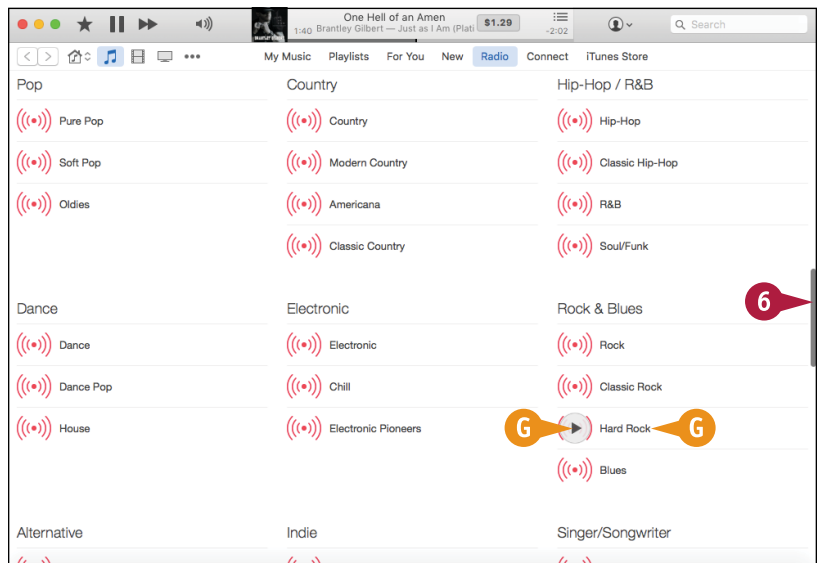 One Hell of an Amen
1:40 Brantley Gilbert — Just as I Am (Plati
$1.29
-2:02
Search
My Music Playlists For You New Radio Connect iTunes Store
Pop Country Hip-Hop / R&B
Pure Pop Country Hip-Hop
Soft Pop Modern Country Classic Hip-Hop
Oldies Americana R&B
Classic Country Soul/Funk
6
Dance Electronic Rock & Blues
Dance Electronic Rock
Dance Pop Chill Classic Rock
House Electronic Pioneers G Hard Rock G
Blues
Alternative Indie Singer/Songwriter